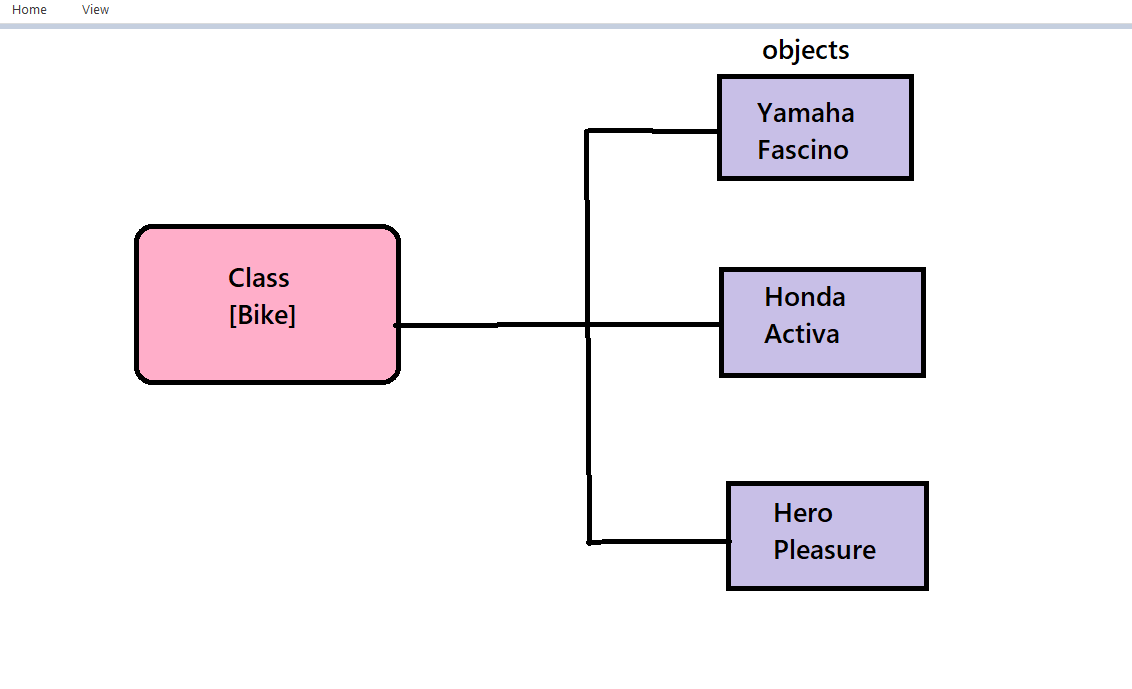 Home View
objects
Yamaha
Fascino
Class
[Bike]
Honda
Activa
Hero
Pleasure